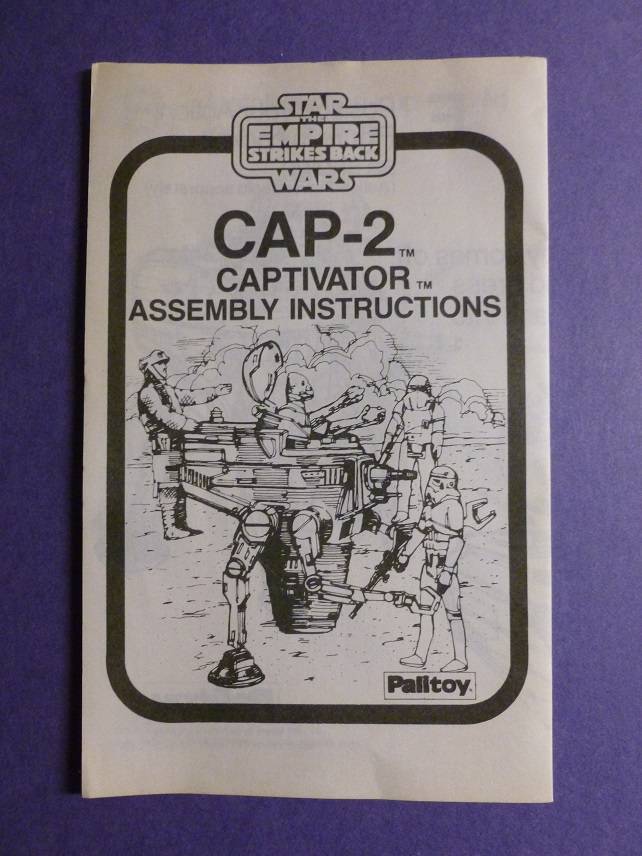 STAR
THE
EMPIRE
STRIKES BACK
WARS
CAP-2™
CAPTIVATOR™
ASSEMBLY INSTRUCTIONS
Palitoy